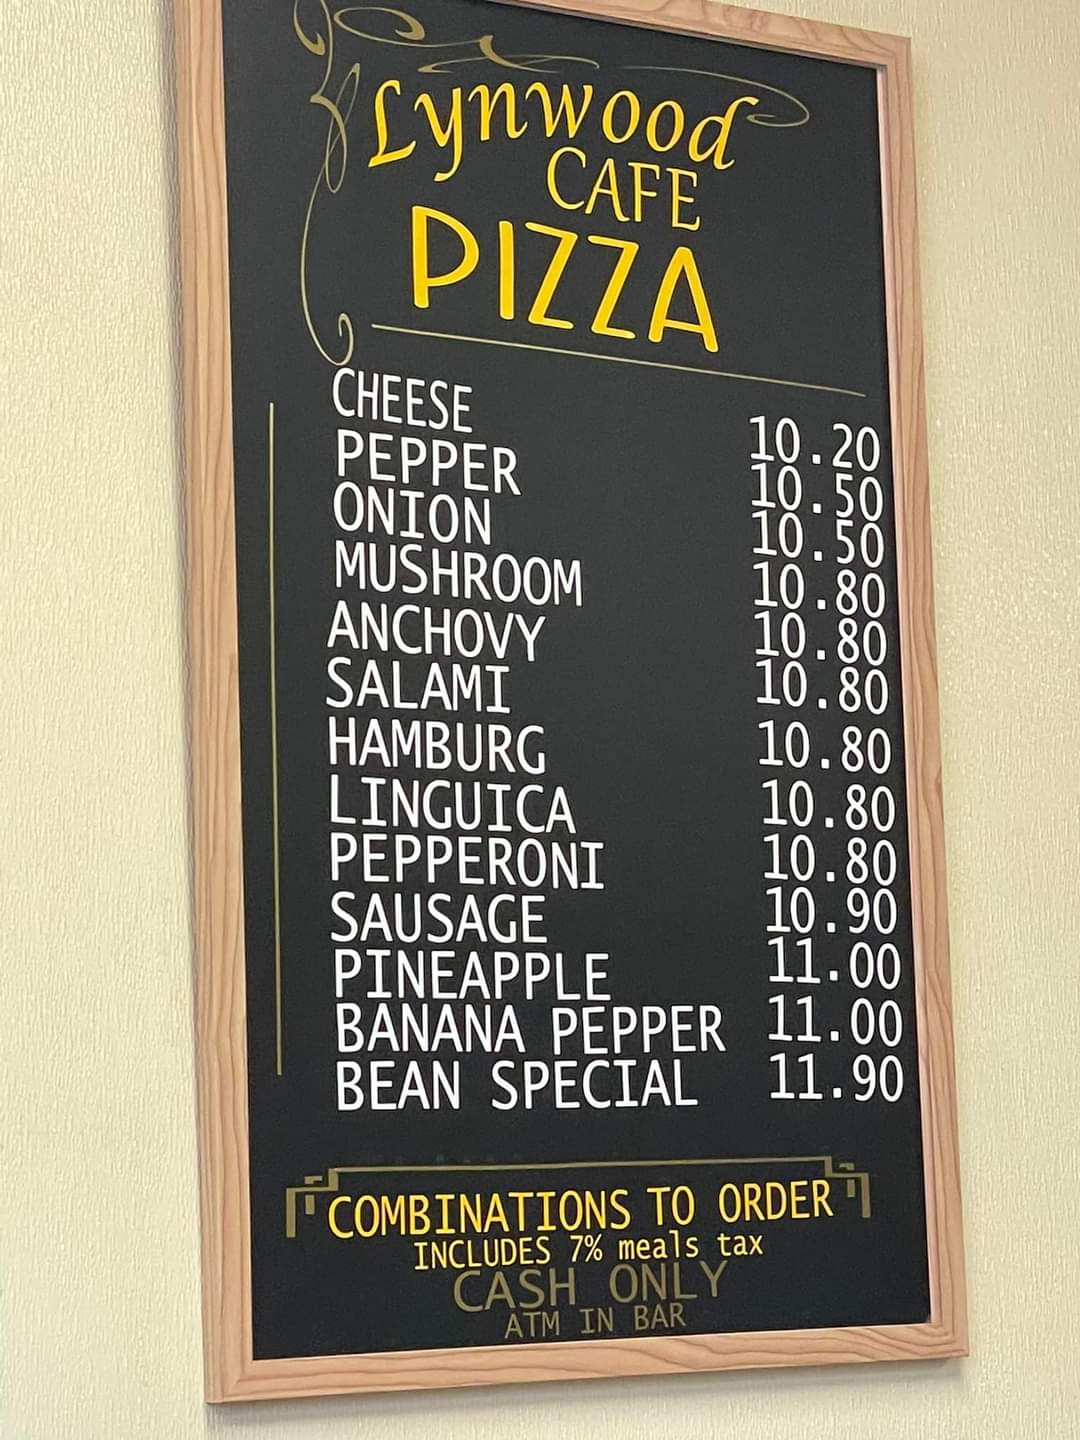 Lynwood
CAFE
PIZZA
CHEESE 10.20
PEPPER 10.50
ONION 10.50
MUSHROOM 10.80
ANCHOVY 10.80
SALAMI 10.80
HAMBURG 10.80
LINGUICA 10.80
PEPPERONI 10.80
SAUSAGE 10.90
PINEAPPLE 11.00
BANANA PEPPER 11.00
BEAN SPECIAL 11.90
COMBINATIONS TO ORDER
INCLUDES 7% meals tax
CASH ONLY
ATM IN BAR